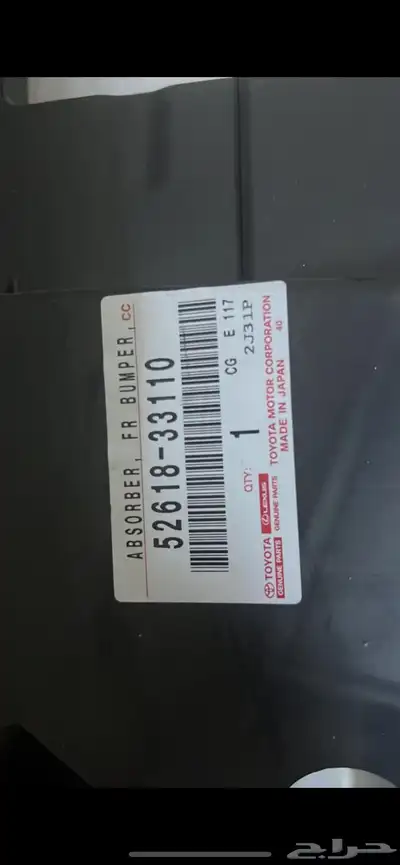 ABSORBER, FR BUMPER, CC
52618-33110
CG E 117
QTY: 1 2J31P
TOYOTA LEXUS TOYOTA MOTOR CORPORATION
GENUINE PARTS GENUINE PARTS MADE IN JAPAN 40
حراج